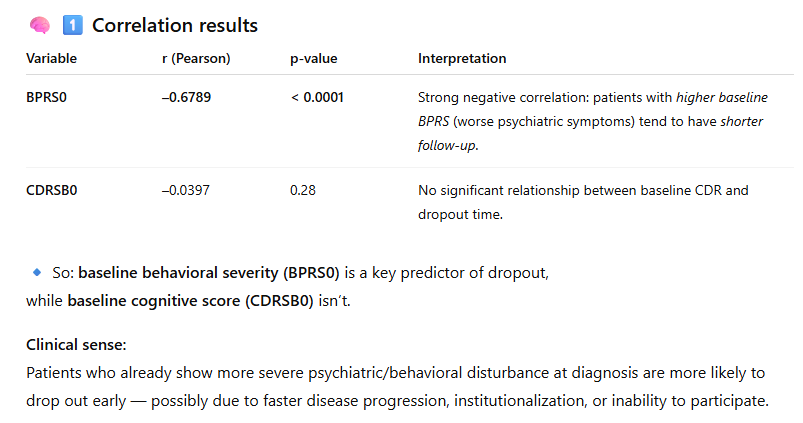 🧠 1️⃣ Correlation results
Variable r (Pearson) p-value Interpretation
BPRS0 –0.6789 < 0.0001 Strong negative correlation: patients with higher baseline
BPRS (worse psychiatric symptoms) tend to have shorter
follow-up.
CDRSB0 –0.0397 0.28 No significant relationship between baseline CDR and
dropout time.
🔹 So: baseline behavioral severity (BPRS0) is a key predictor of dropout,
while baseline cognitive score (CDRSB0) isn’t.
Clinical sense:
Patients who already show more severe psychiatric/behavioral disturbance at diagnosis are more likely to
drop out early — possibly due to faster disease progression, institutionalization, or inability to participate.